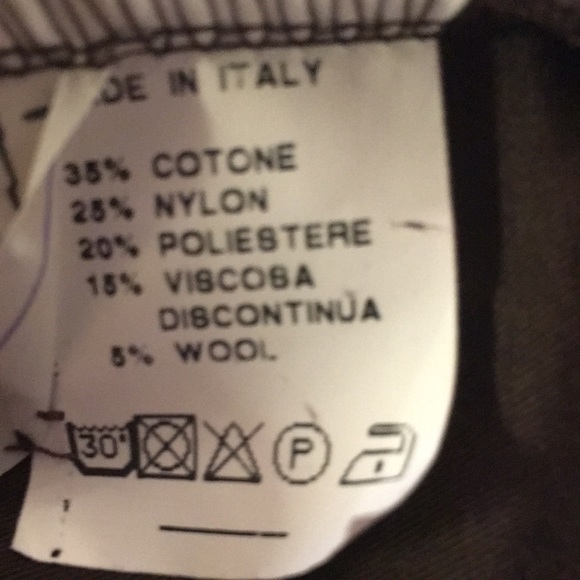 DE IN ITALY
35% COTONE
25% NYLON
20% POLIESTERE
15% VISCOSA
DISCONTINUA
5% WOOL
30°
P